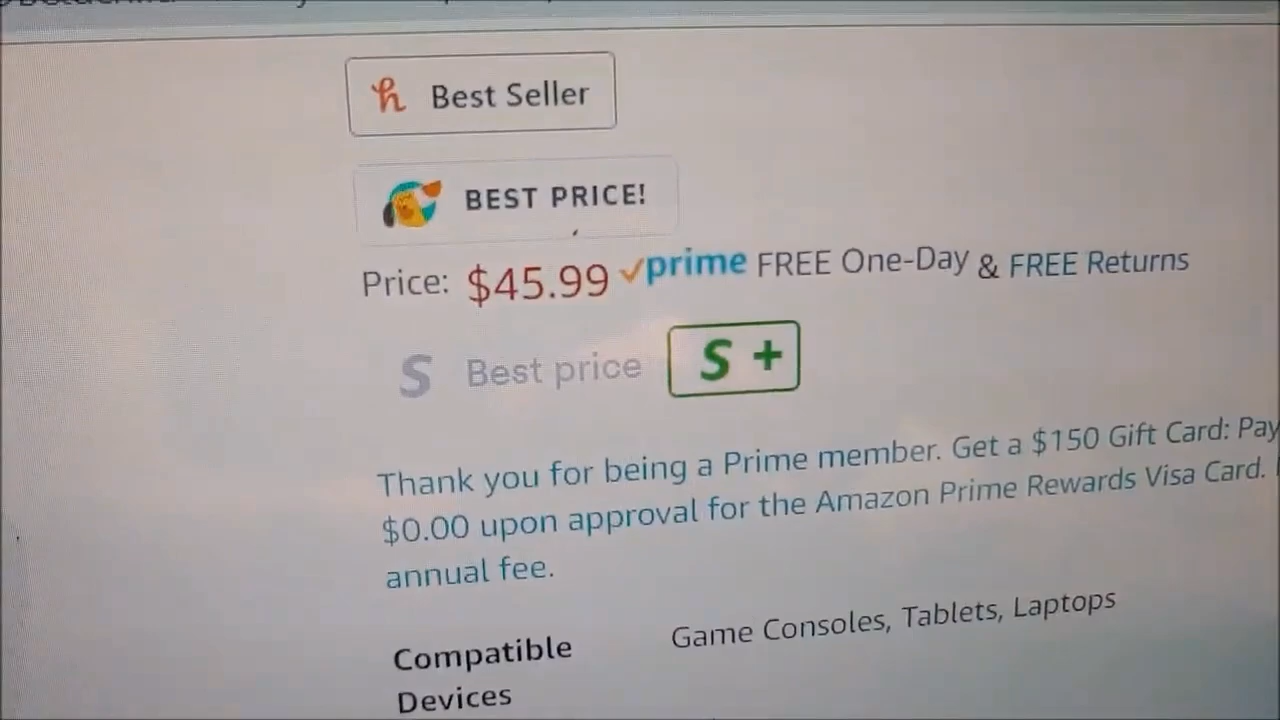 h Best Seller
BEST PRICE!
Price: $45.99 prime FREE One-Day & FREE Returns
S Best price S +
Thank you for being a Prime member. Get a $150 Gift Card: Pay
$0.00 upon approval for the Amazon Prime Rewards Visa Card.
annual fee.
Compatible Game Consoles, Tablets, Laptops
Devices